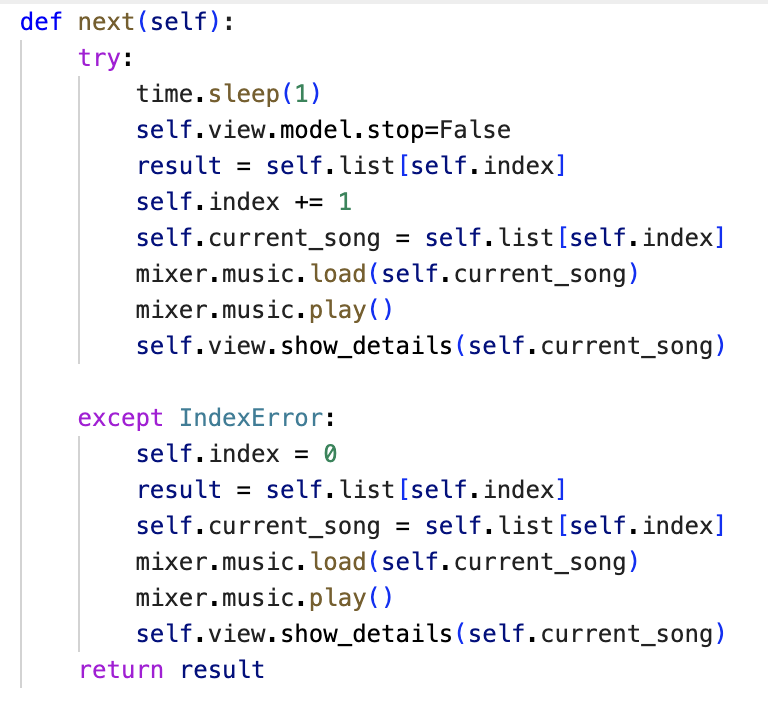 def next(self):
    try:
        time.sleep(1)
        self.view.model.stop=False
        result = self.list[self.index]
        self.index += 1
        self.current_song = self.list[self.index]
        mixer.music.load(self.current_song)
        mixer.music.play()
        self.view.show_details(self.current_song)

    except IndexError:
        self.index = 0
        result = self.list[self.index]
        self.current_song = self.list[self.index]
        mixer.music.load(self.current_song)
        mixer.music.play()
        self.view.show_details(self.current_song)
    return result